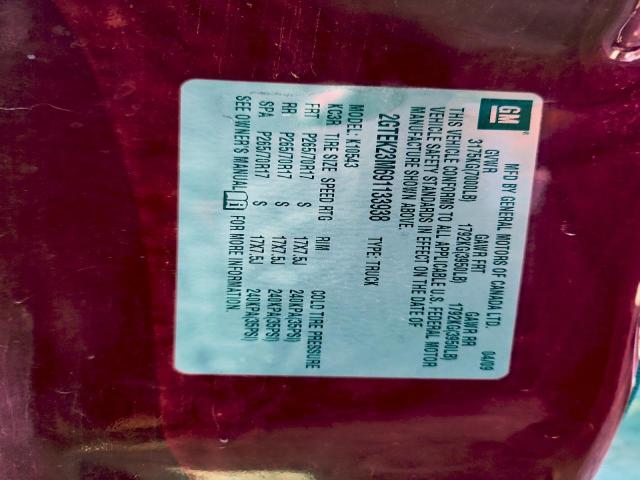 GM
MFD BY GENERAL MOTORS OF CANADA LTD. 04/09
GVWR GAWR FRT GAWR RR
3175KG(7000LB) 1792KG(3950LB) 1792KG(3950LB)
THIS VEHICLE CONFORMS TO ALL APPLICABLE U.S. FEDERAL MOTOR
VEHICLE SAFETY STANDARDS IN EFFECT ON THE DATE OF
MANUFACTURE SHOWN ABOVE.
2GTEK23M691133938 TYPE: TRUCK
MODEL: K10543
KC3R TIRE SIZE SPEED RTG RIM COLD TIRE PRESSURE
FRT P265/70R17 S 17X7.5J 240KPA(35PSI)
RR P265/70R17 S 17X7.5J 240KPA(35PSI)
SPA P265/70R17 S 17X7.5J 240KPA(35PSI)
SEE OWNER'S MANUAL FOR MORE INFORMATION.